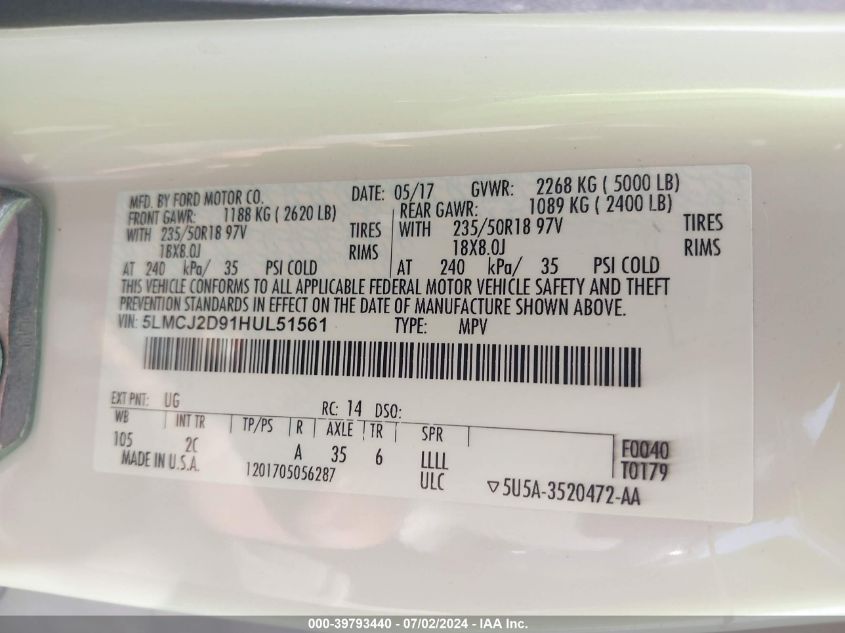 MFD. BY FORD MOTOR CO. DATE: 05/17 GVWR: 2268 KG ( 5000 LB)
FRONT GAWR: 1188 KG ( 2620 LB) REAR GAWR: 1089 KG ( 2400 LB)
WITH 235/50R18 97V TIRES WITH 235/50R18 97V TIRES
18X8.0J RIMS 18X8.0J RIMS
AT 240 kPa/ 35 PSI COLD AT 240 kPa/ 35 PSI COLD
THIS VEHICLE CONFORMS TO ALL APPLICABLE FEDERAL MOTOR VEHICLE SAFETY AND THEFT
PREVENTION STANDARDS IN EFFECT ON THE DATE OF MANUFACTURE SHOWN ABOVE.
VIN: 5LMCJ2D91HUL51561 TYPE: MPV
EXT PNT: UG RC: 14 DSO:
WB INT TR TP/PS R AXLE TR SPR
105 2C A 35 6 LLLL F0040
MADE IN U.S.A. 1201705056287 ULC T0179
▽5U5A-3520472-AA
000-39793440 - 07/02/2024 - IAA Inc.